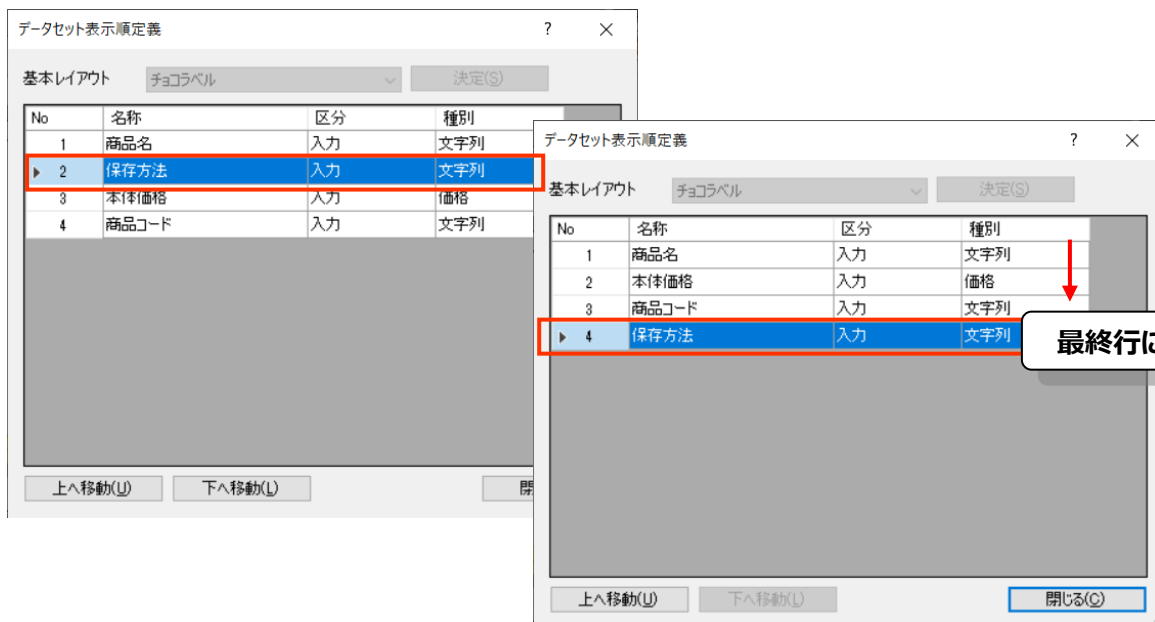 データセット表示順定義 ? ×
基本レイアウト チョコラベル 決定(S)
No 名称 区分 種別
1 商品名 入力 文字列
2 保存方法 入力 文字列
3 本体価格 入力 価格
4 商品コード 入力 文字列
上へ移動(U) 下へ移動(L) 閉
データセット表示順定義 ? ×
基本レイアウト チョコラベル 決定(S)
No 名称 区分 種別
1 商品名 入力 文字列
2 本体価格 入力 価格
3 商品コード 入力 文字列
4 保存方法 入力 文字列
最終行に
上へ移動(U) 下へ移動(L) 閉じる(C)